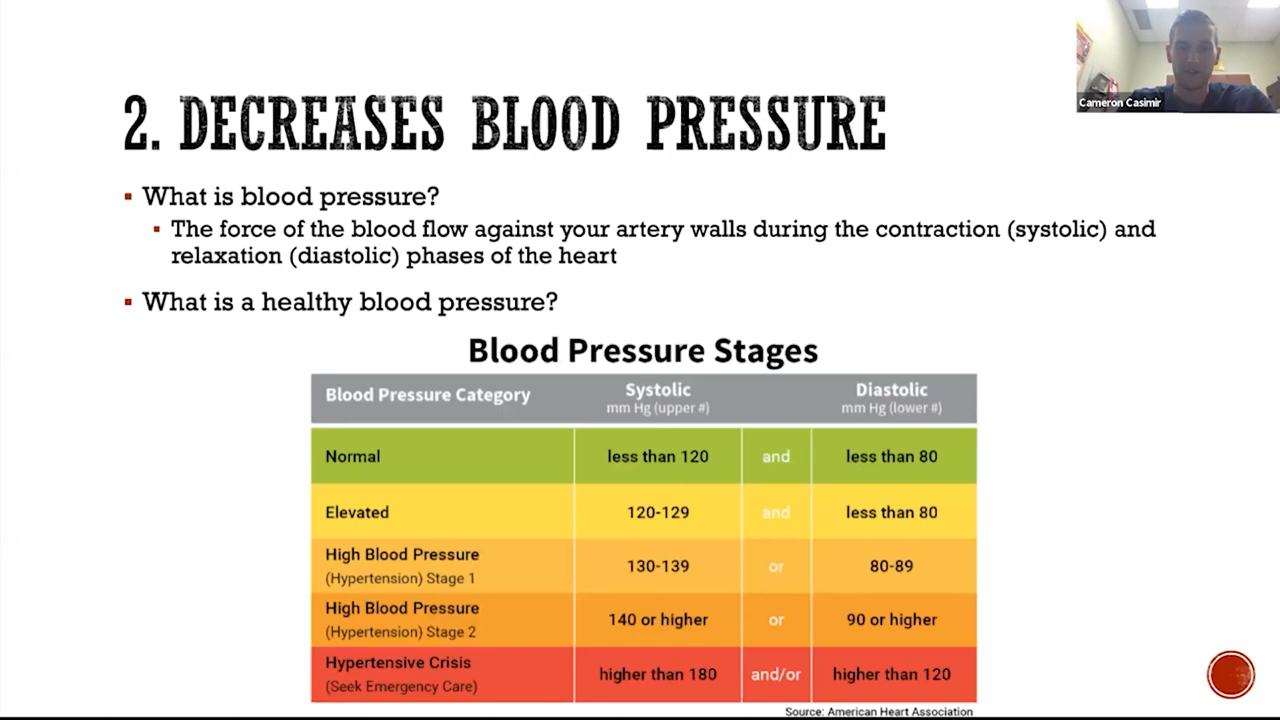 Cameron Casimir
2. DECREASES BLOOD PRESSURE
What is blood pressure?
The force of the blood flow against your artery walls during the contraction (systolic) and
relaxation (diastolic) phases of the heart
What is a healthy blood pressure?
Blood Pressure Stages
Blood Pressure Category Systolic mm Hg (upper #) Diastolic mm Hg (lower #)
Normal less than 120 and less than 80
Elevated 120-129 and less than 80
High Blood Pressure (Hypertension) Stage 1 130-139 or 80-89
High Blood Pressure (Hypertension) Stage 2 140 or higher or 90 or higher
Hypertensive Crisis (Seek Emergency Care) higher than 180 and/or higher than 120
Source: American Heart Association